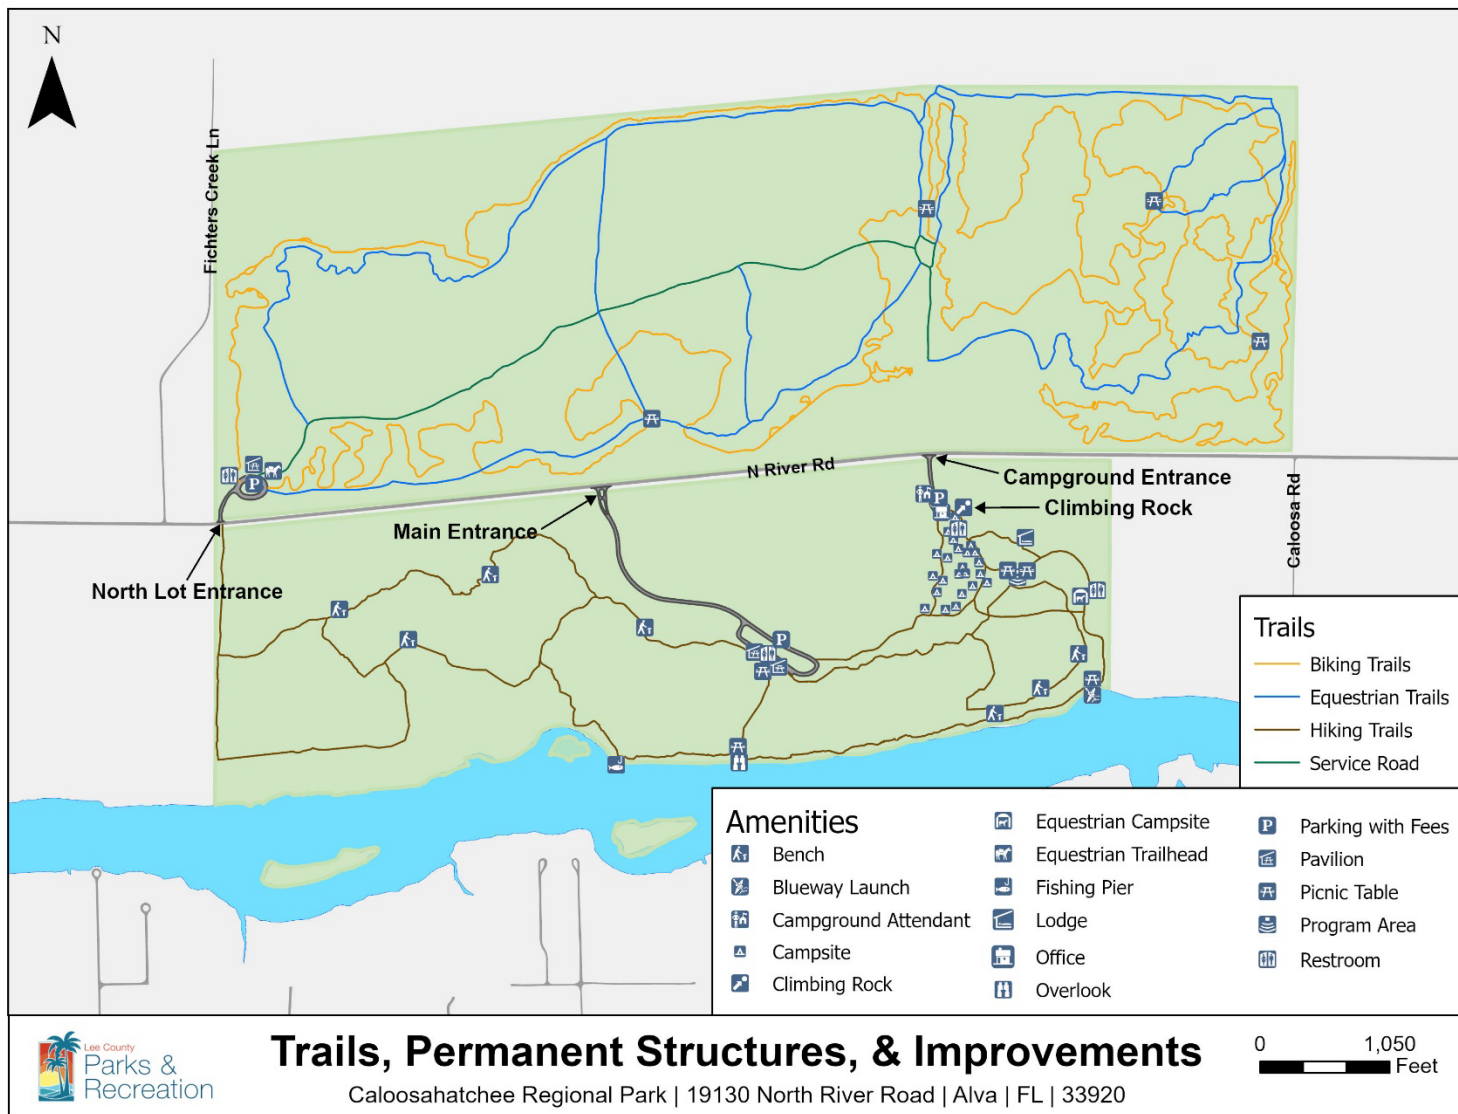 N
Fichters Creek Ln
N River Rd
Campground Entrance
Climbing Rock
Main Entrance
North Lot Entrance
Caloosa Rd
P
P
P
Trails
Biking Trails
Equestrian Trails
Hiking Trails
Service Road
Amenities
Bench
Blueway Launch
Campground Attendant
Campsite
Climbing Rock
Equestrian Campsite
Equestrian Trailhead
Fishing Pier
Lodge
Office
Overlook
P Parking with Fees
Pavilion
Picnic Table
Program Area
Restroom
Lee County
Parks &
Recreation
Trails, Permanent Structures, & Improvements
Caloosahatchee Regional Park | 19130 North River Road | Alva | FL | 33920
0 1,050
Feet